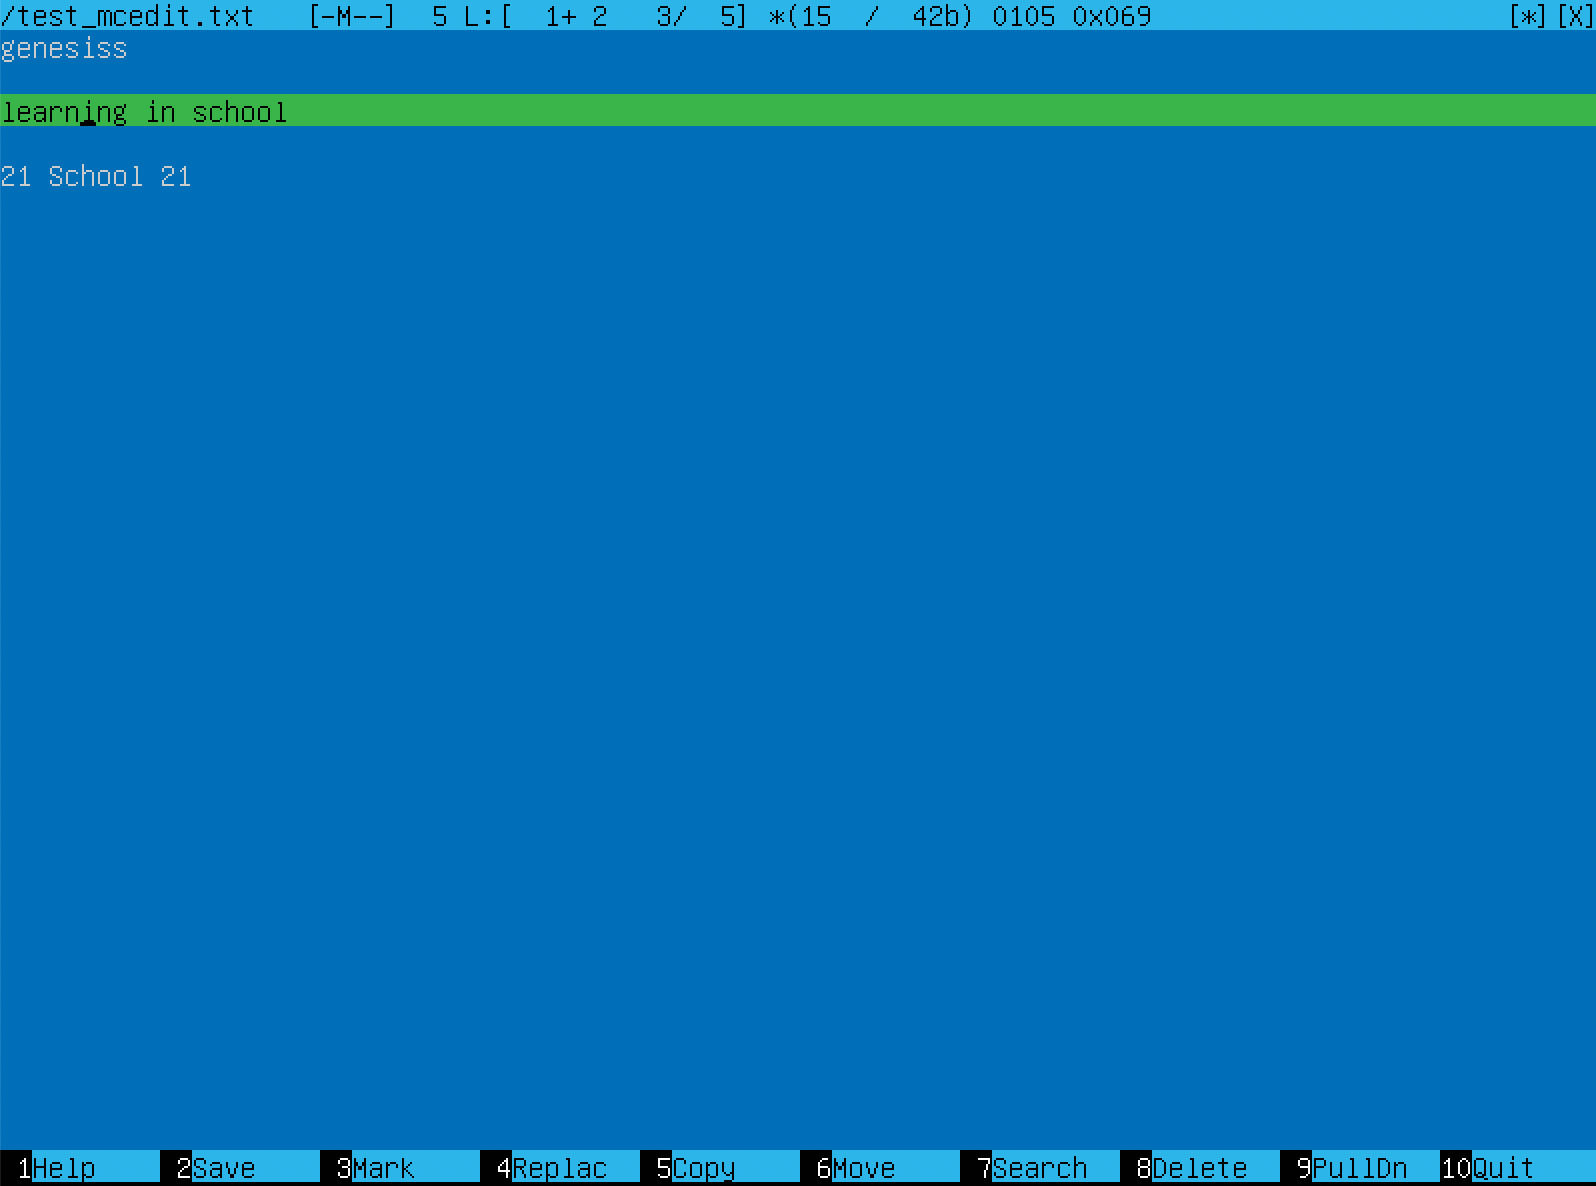 /test_mcedit.txt   [-M--]  5 L:[  1+ 2   3/  5] *(15  /  42b) 0105 0x069   [*][X]
genesiss
learning in school
21 School 21
1Help 2Save 3Mark 4Replac 5Copy 6Move 7Search 8Delete 9PullDn 10Quit